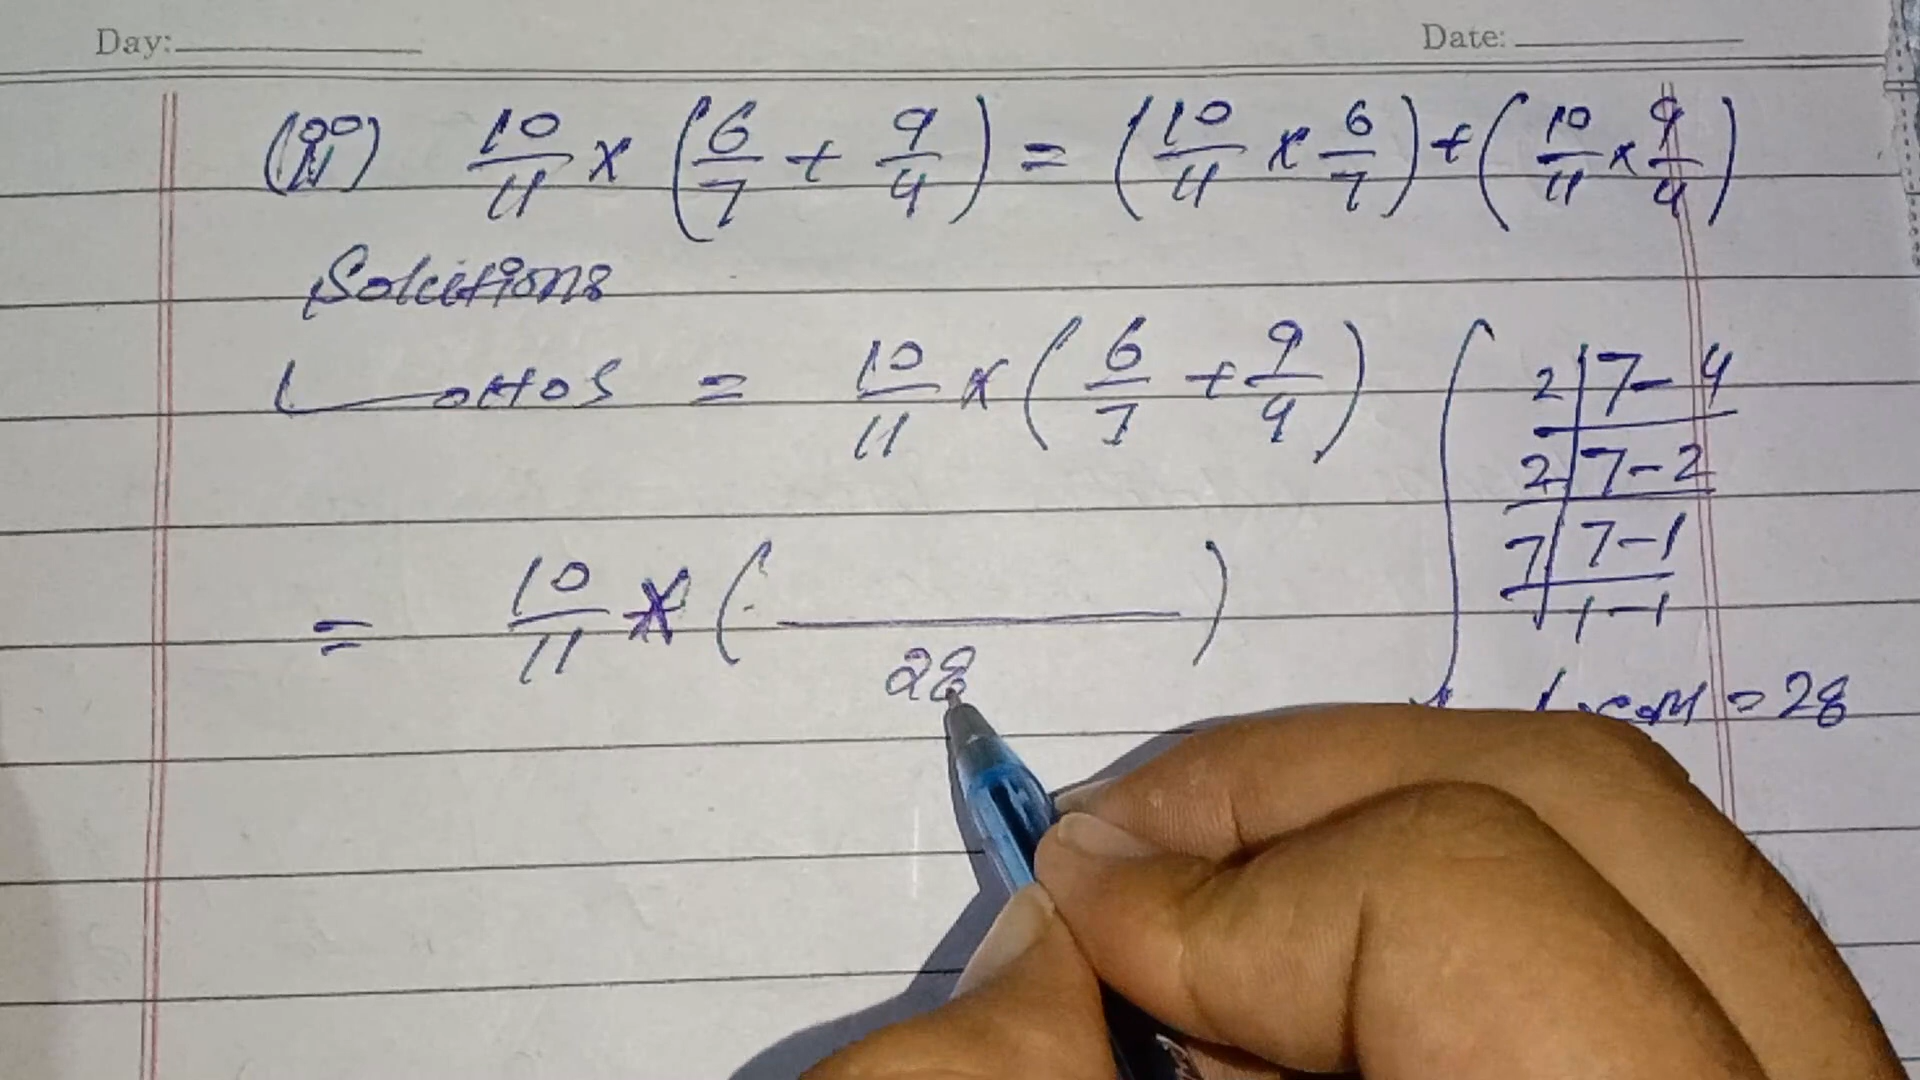 Day: Date:
(iii) 10/11 × (6/7 + 9/4) = (10/11 × 6/7) + (10/11 × 9/4)
Solutions
L.H.S = 10/11 × (6/7 + 9/4)
2|7-4
2|7-2
7|7-1
1-1
= 10/11 × ( /28)
L.C.M = 28